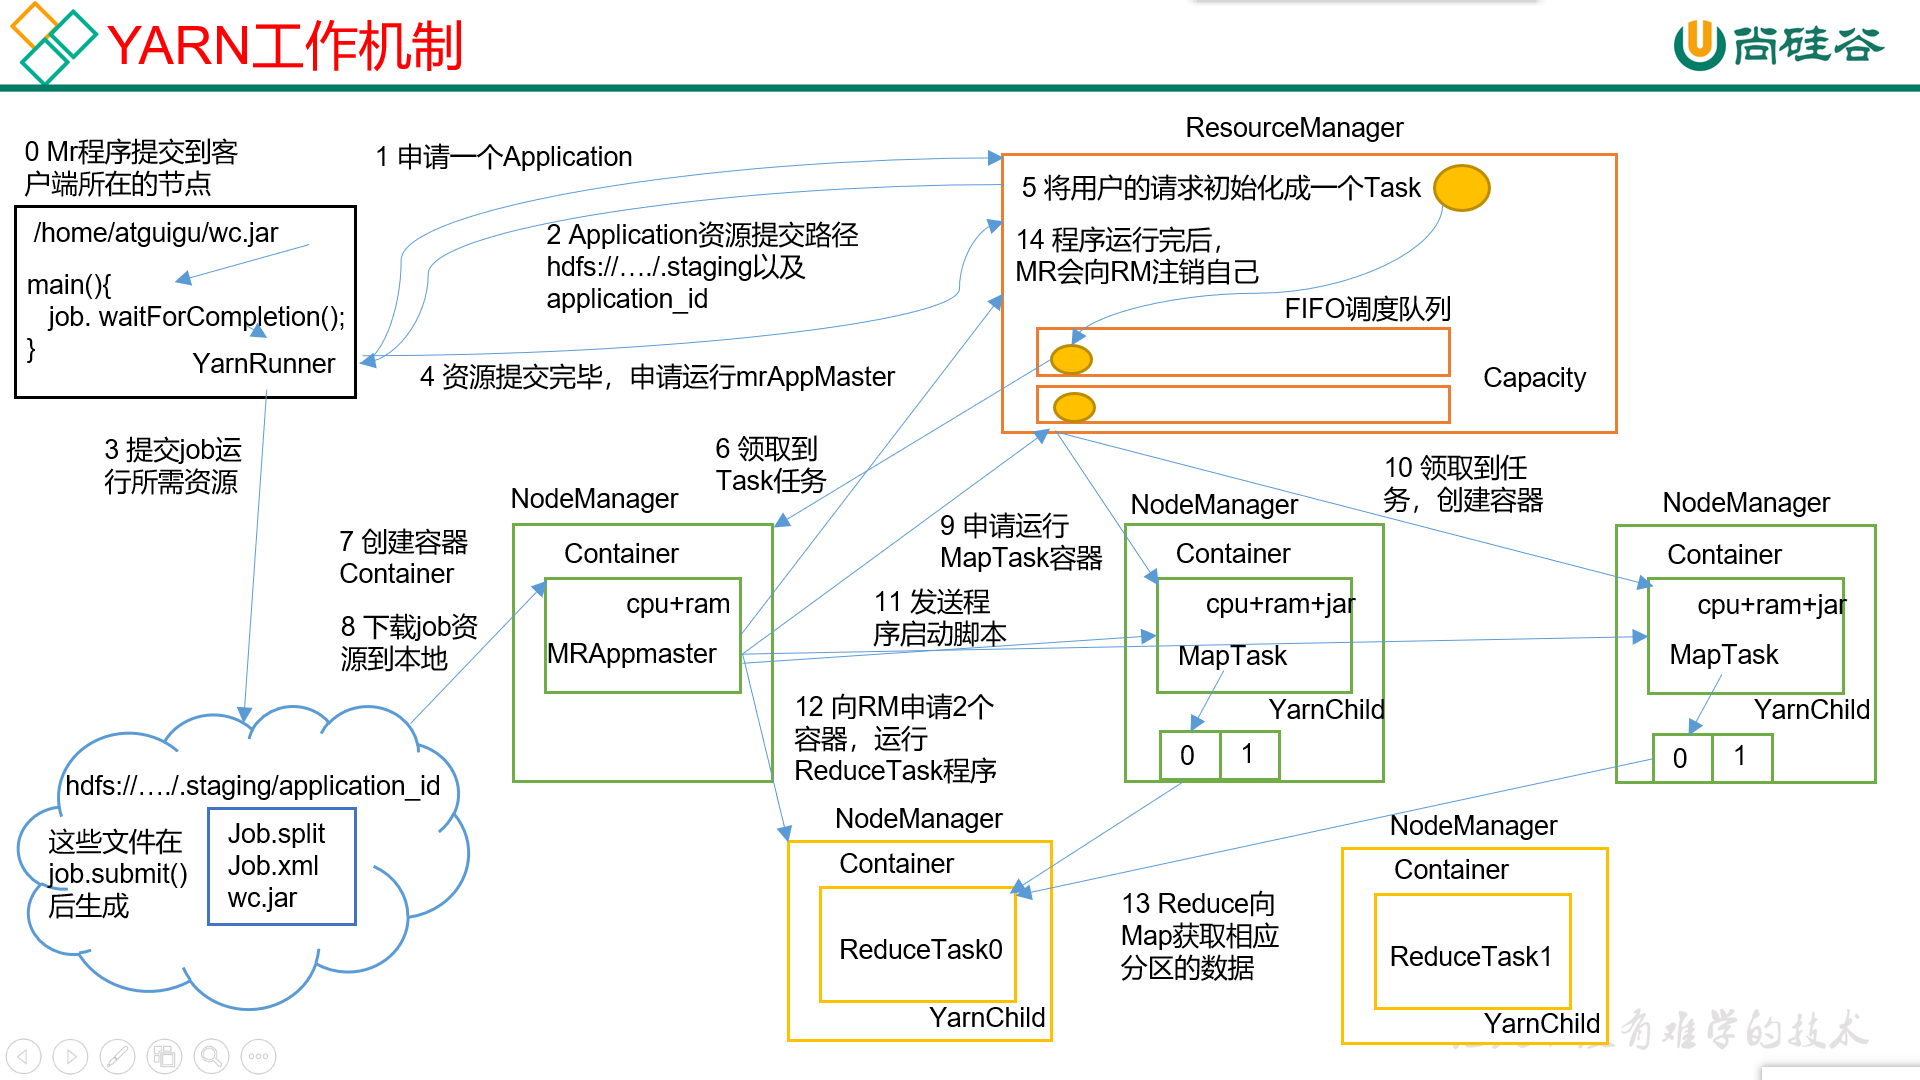 YARN工作机制
尚硅谷
0 Mr程序提交到客
户端所在的节点
/home/atguigu/wc.jar
main(){
job. waitForCompletion();
}
YarnRunner
1 申请一个Application
2 Application资源提交路径
hdfs://…./.staging以及
application_id
3 提交job运
行所需资源
4 资源提交完毕，申请运行mrAppMaster
ResourceManager
5 将用户的请求初始化成一个Task
14 程序运行完后，
MR会向RM注销自己
FIFO调度队列
Capacity
6 领取到
Task任务
7 创建容器
Container
8 下载job资
源到本地
NodeManager
Container
cpu+ram
MRAppmaster
9 申请运行
MapTask容器
10 领取到任
务，创建容器
11 发送程
序启动脚本
NodeManager
Container
cpu+ram+jar
MapTask
YarnChild
0
1
NodeManager
Container
cpu+ram+jar
MapTask
YarnChild
0
1
12 向RM申请2个
容器，运行
ReduceTask程序
hdfs://…./.staging/application_id
这些文件在
job.submit()
后生成
Job.split
Job.xml
wc.jar
NodeManager
Container
ReduceTask0
YarnChild
13 Reduce向
Map获取相应
分区的数据
NodeManager
Container
ReduceTask1
YarnChild
有难学的技术